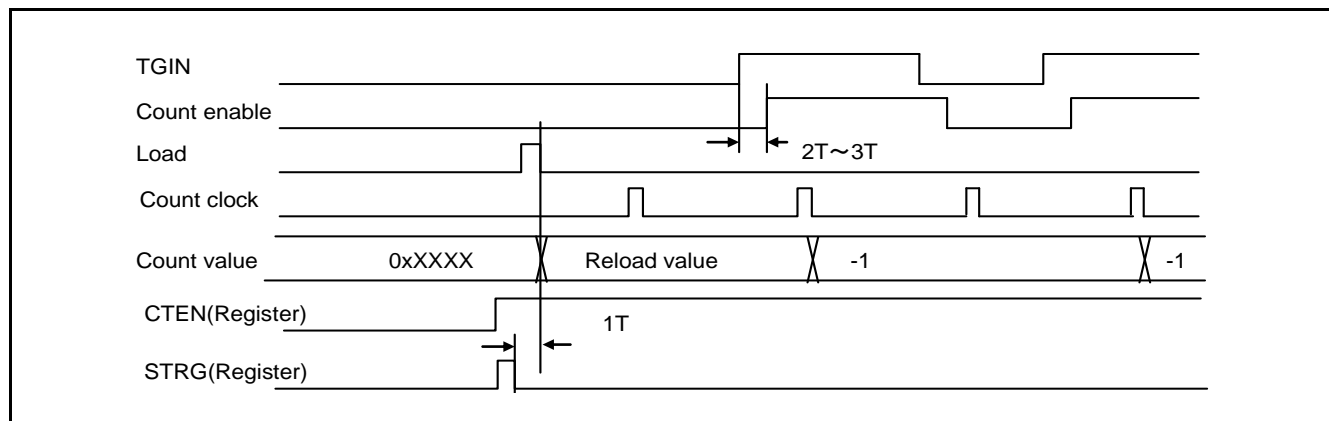 TGIN
Count enable
Load
2T～3T
Count clock
Count value 0xXXXX Reload value -1 -1
CTEN(Register)
1T
STRG(Register)